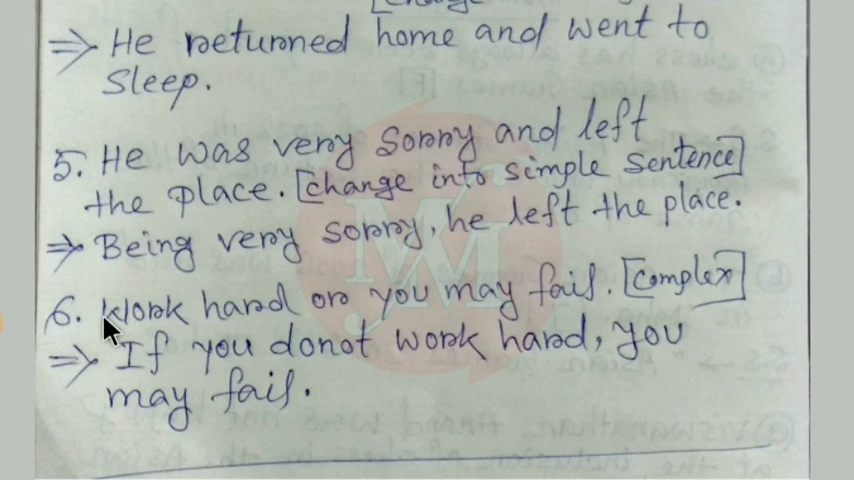 [change
⇒ He returned home and went to
Sleep.
5. He was very sorry and left
the place. [change into simple sentence]
⇒ Being very sorry, he left the place.
6. Work hard or you may fail. [complex]
⇒ If you donot work hard, you
may fail.